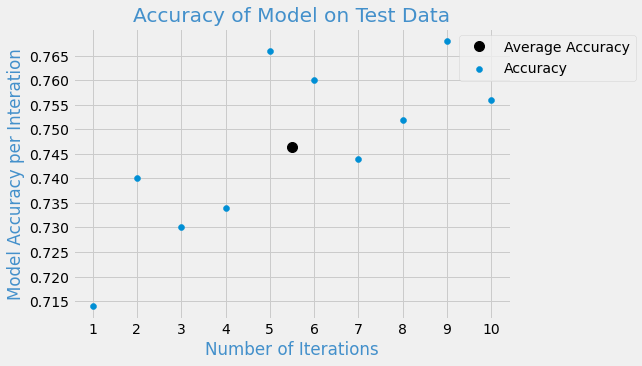 Accuracy of Model on Test Data
Average Accuracy
Accuracy
Model Accuracy per Interation
0.765
0.760
0.755
0.750
0.745
0.740
0.735
0.730
0.725
0.720
0.715
1 2 3 4 5 6 7 8 9 10
Number of Iterations